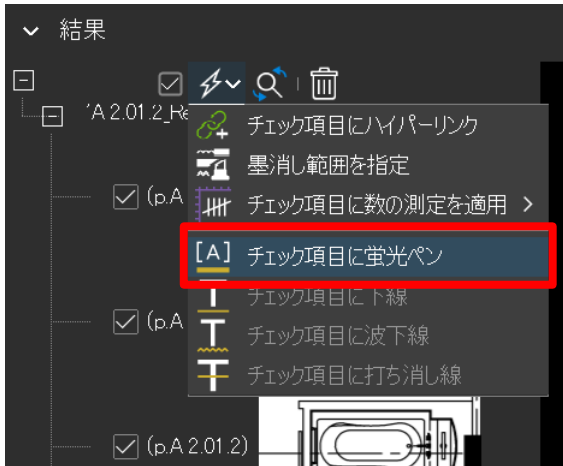 結果
'A 2.01.2_Re
チェック項目にハイパーリンク
墨消し範囲を指定
(p.A
チェック項目に数の測定を適用
[A] チェック項目に蛍光ペン
チェック項目に下線
(p.A
チェック項目に波下線
チェック項目に打ち消し線
(p.A 2.01.2)